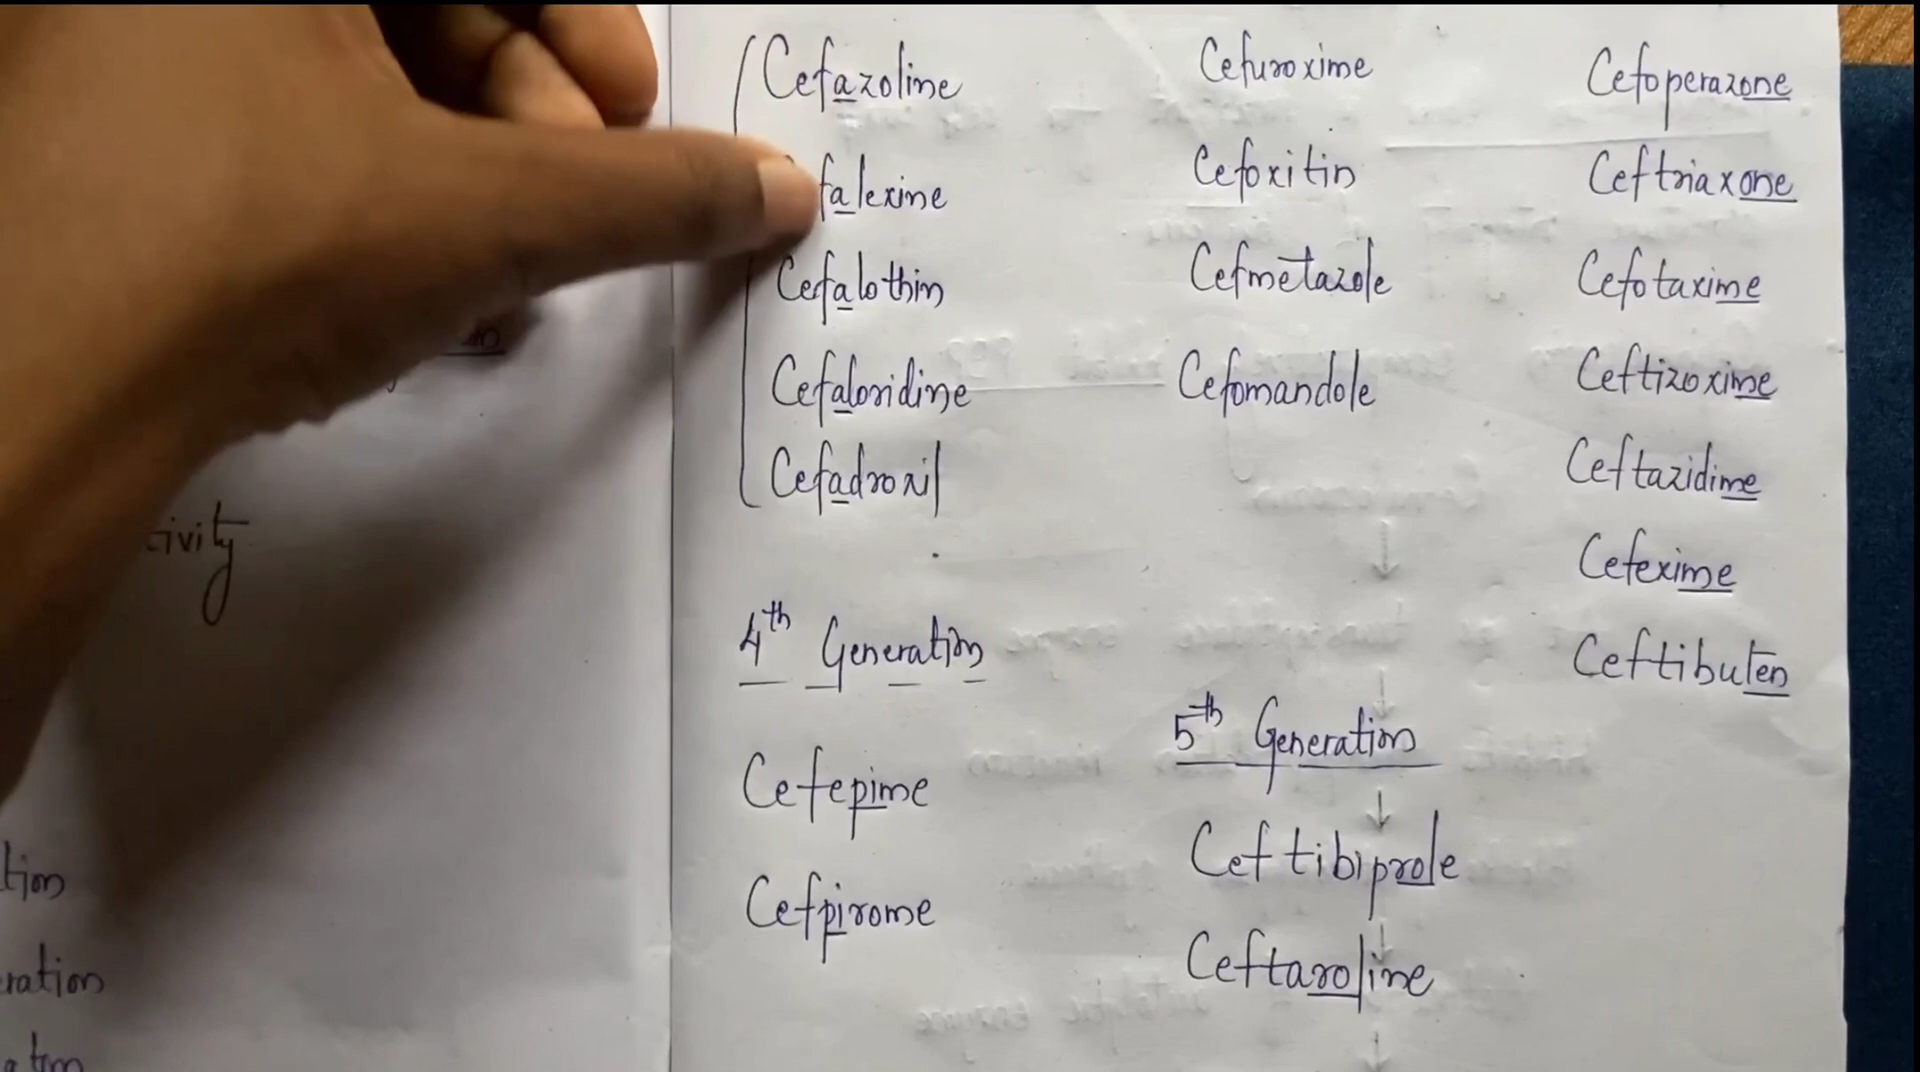 Cefazoline
falexine
Cefalothin
Cefaloridine
Cefadroxil
Cefuroxime
Cefoxitin
Cefmetazole
Cefomandole
Cefoperazone
Ceftriaxone
Cefotaxime
Ceftizoxime
Ceftazidime
Cefexime
Ceftibuten
4th Generation
Cefepime
Cefpirome
5th Generation
Ceftibiprole
Ceftaroline
tivity
tion
ration